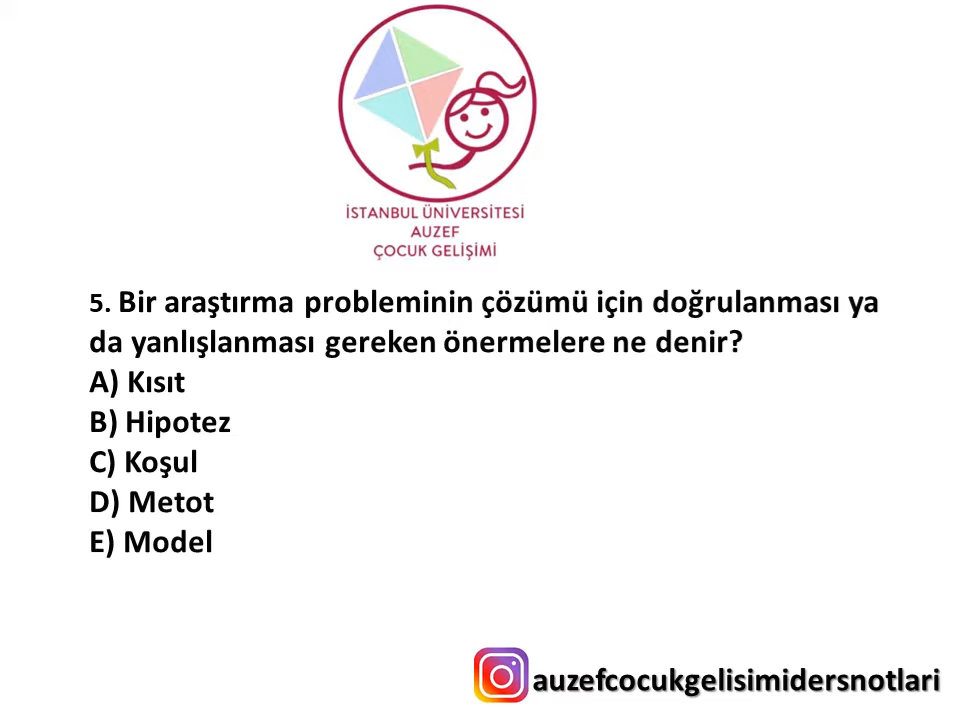 İSTANBUL ÜNİVERSİTESİ
AUZEF
ÇOCUK GELİŞİMİ
5. Bir araştırma probleminin çözümü için doğrulanması ya
da yanlışlanması gereken önermelere ne denir?
A) Kısıt
B) Hipotez
C) Koşul
D) Metot
E) Model
auzefcocukgelisimidersnotlari